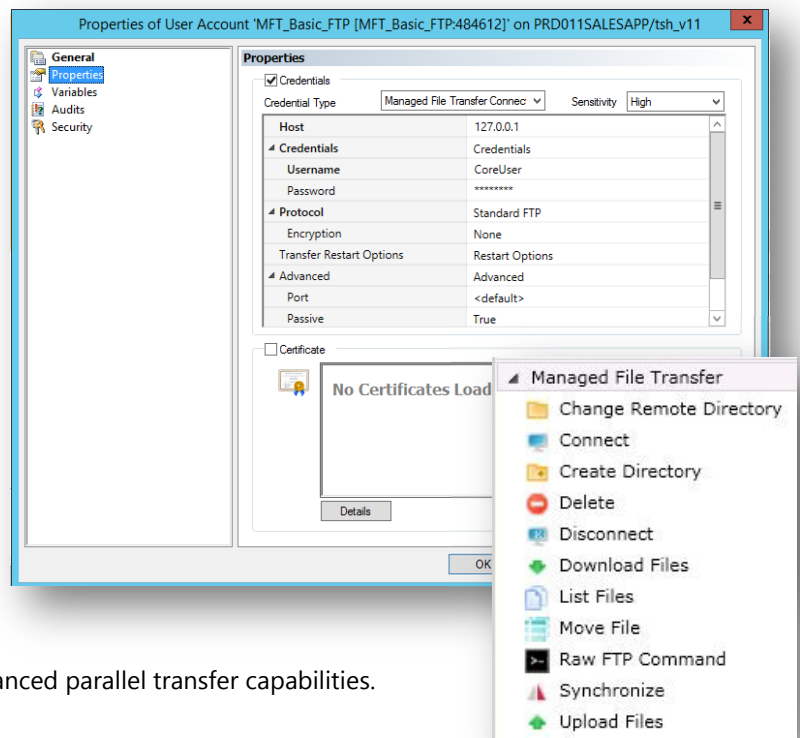 Properties of User Account 'MFT_Basic_FTP [MFT_Basic_FTP:484612]' on PRD011SALESAPP/tsh_v11 x
General
Properties
Variables
Audits
Security
Properties
Credentials
Credential Type Managed File Transfer Connec Sensitivity High
Host 127.0.0.1
Credentials Credentials
Username CoreUser
Password ********
Protocol Standard FTP
Encryption None
Transfer Restart Options Restart Options
Advanced Advanced
Port <default>
Passive True
Certificate
No Certificates Load
Details
OK
Managed File Transfer
Change Remote Directory
Connect
Create Directory
Delete
Disconnect
Download Files
List Files
Move File
Raw FTP Command
Synchronize
Upload Files
anced parallel transfer capabilities.